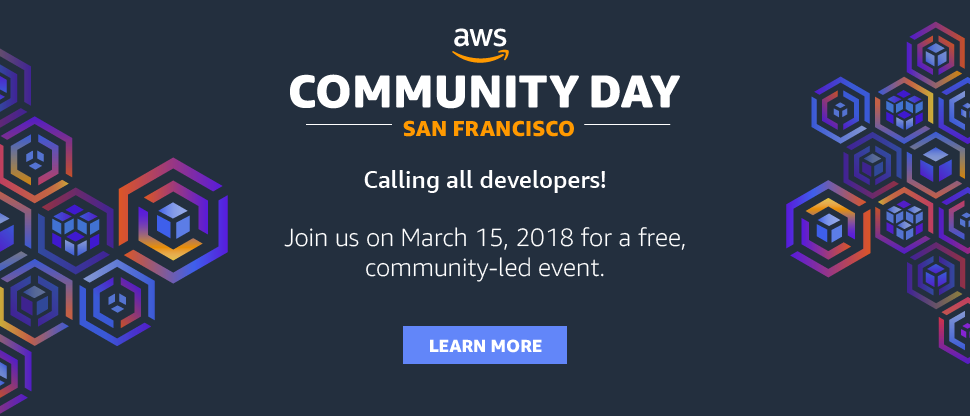 aws
COMMUNITY DAY
SAN FRANCISCO
Calling all developers!
Join us on March 15, 2018 for a free,
community-led event.
LEARN MORE